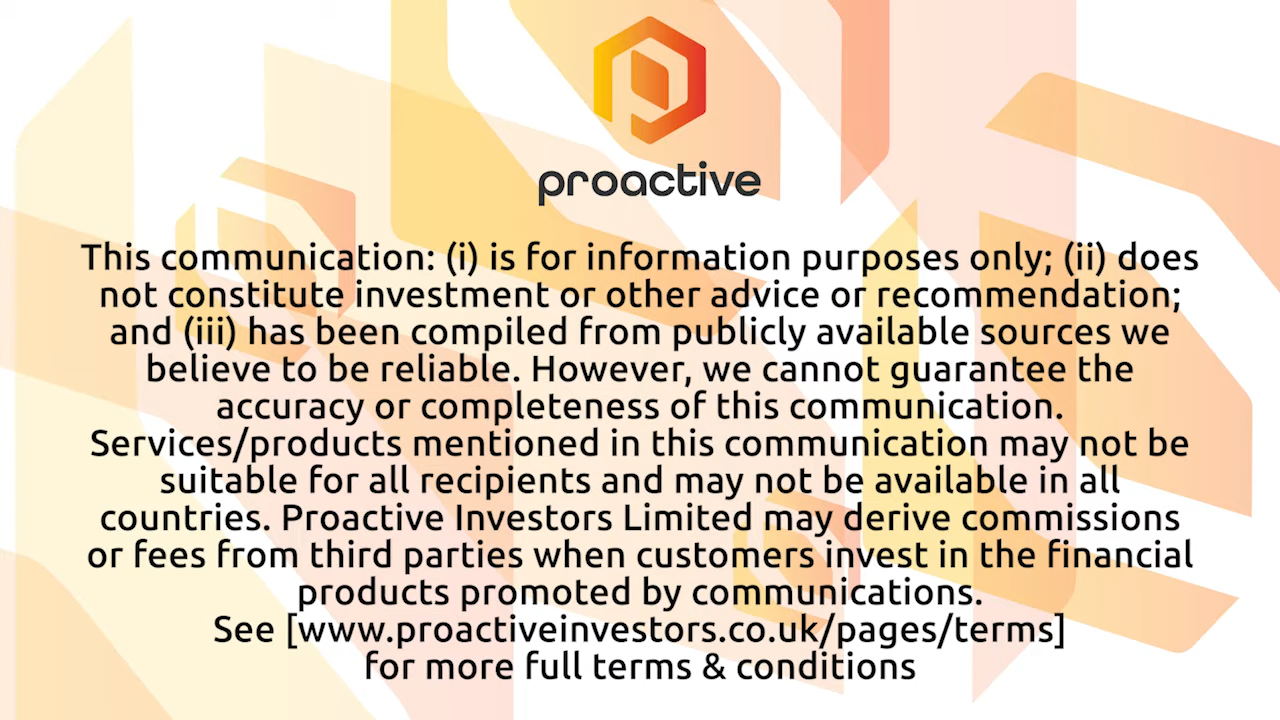 proactive
This communication: (i) is for information purposes only; (ii) does
not constitute investment or other advice or recommendation;
and (iii) has been compiled from publicly available sources we
believe to be reliable. However, we cannot guarantee the
accuracy or completeness of this communication.
Services/products mentioned in this communication may not be
suitable for all recipients and may not be available in all
countries. Proactive Investors Limited may derive commissions
or fees from third parties when customers invest in the financial
products promoted by communications.
See [www.proactiveinvestors.co.uk/pages/terms]
for more full terms & conditions